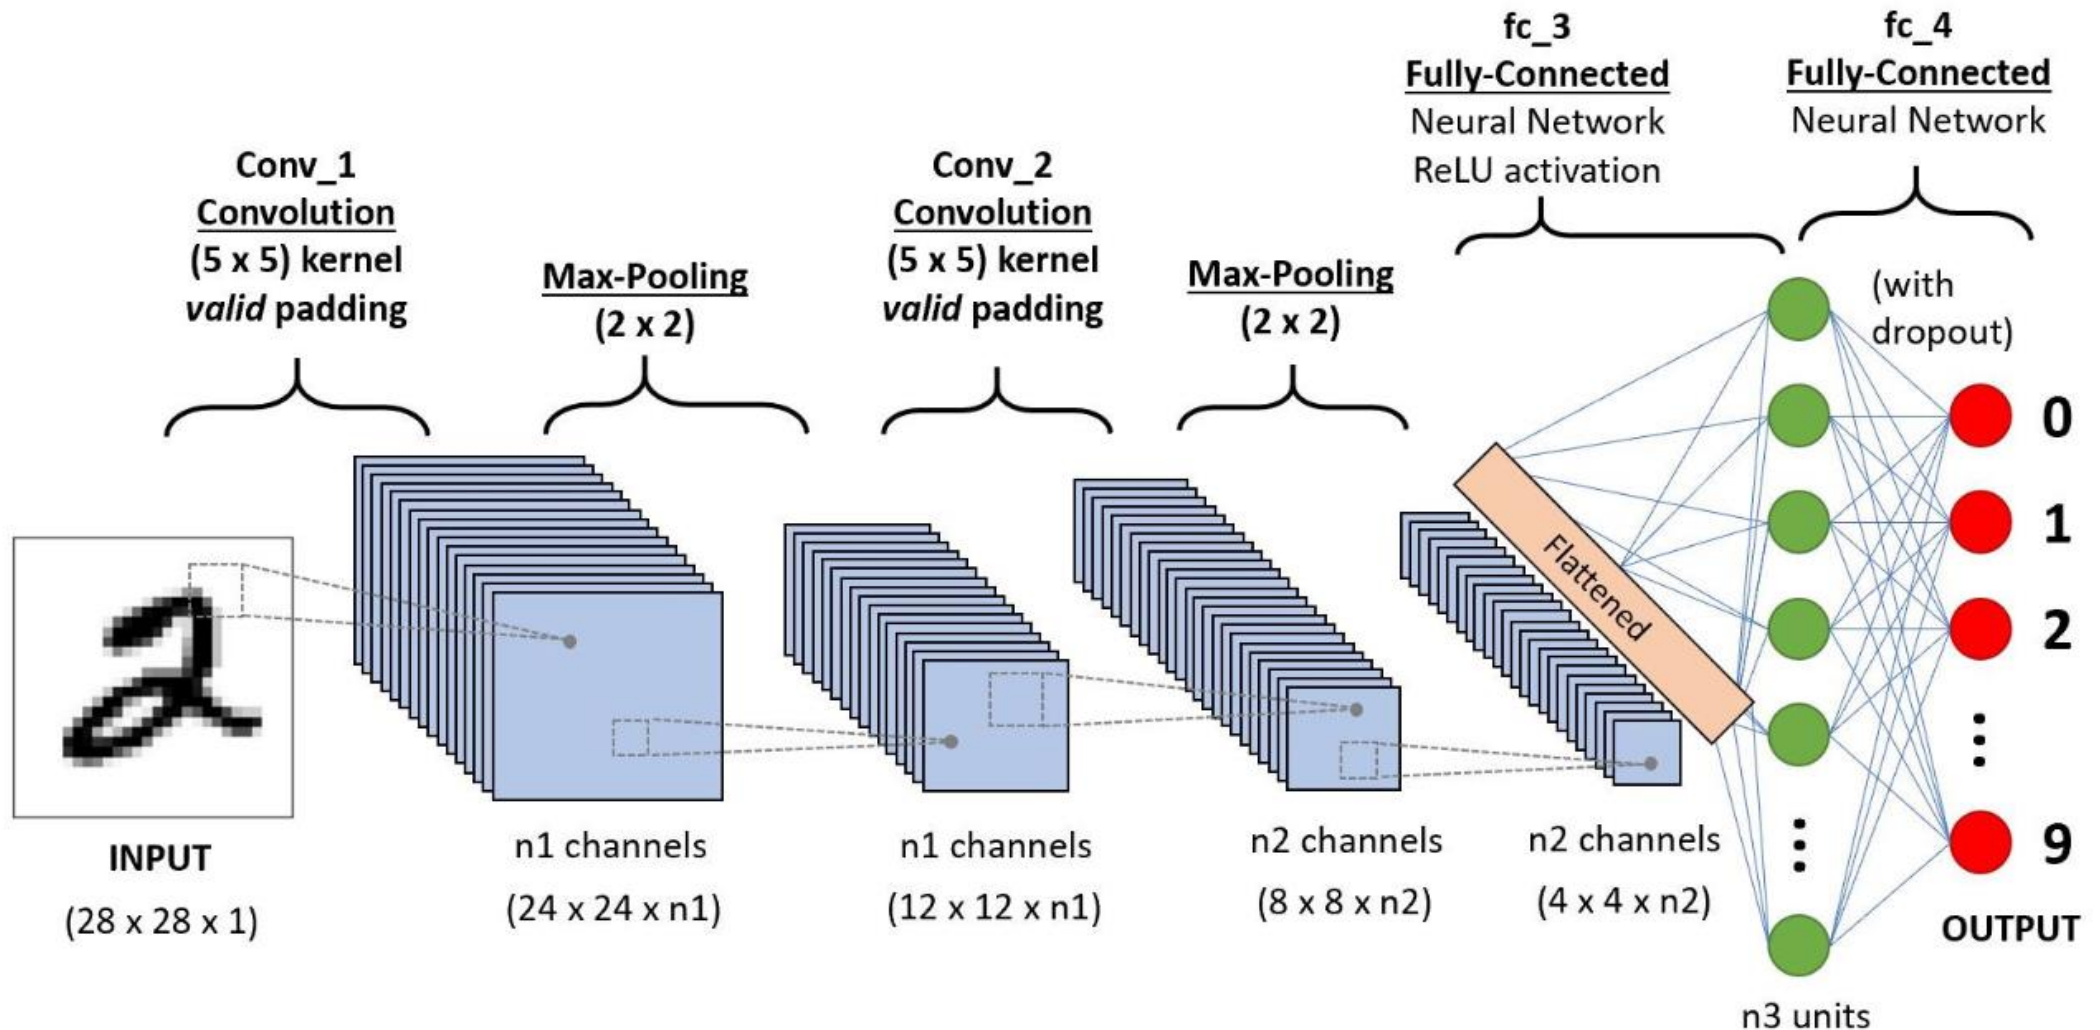 Conv_1
Convolution
(5 x 5) kernel
valid padding
Max-Pooling
(2 x 2)
Conv_2
Convolution
(5 x 5) kernel
valid padding
Max-Pooling
(2 x 2)
fc_3
Fully-Connected
Neural Network
ReLU activation
fc_4
Fully-Connected
Neural Network
(with
dropout)
Flattened
0
1
2
9
INPUT
(28 x 28 x 1)
n1 channels
(24 x 24 x n1)
n1 channels
(12 x 12 x n1)
n2 channels
(8 x 8 x n2)
n2 channels
(4 x 4 x n2)
OUTPUT
n3 units